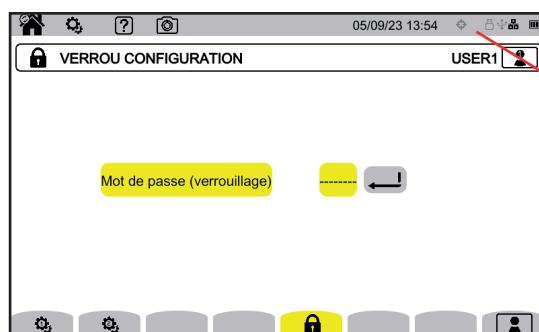 05/09/23 13:54
VERROU CONFIGURATION USER1
Mot de passe (verrouillage) --------